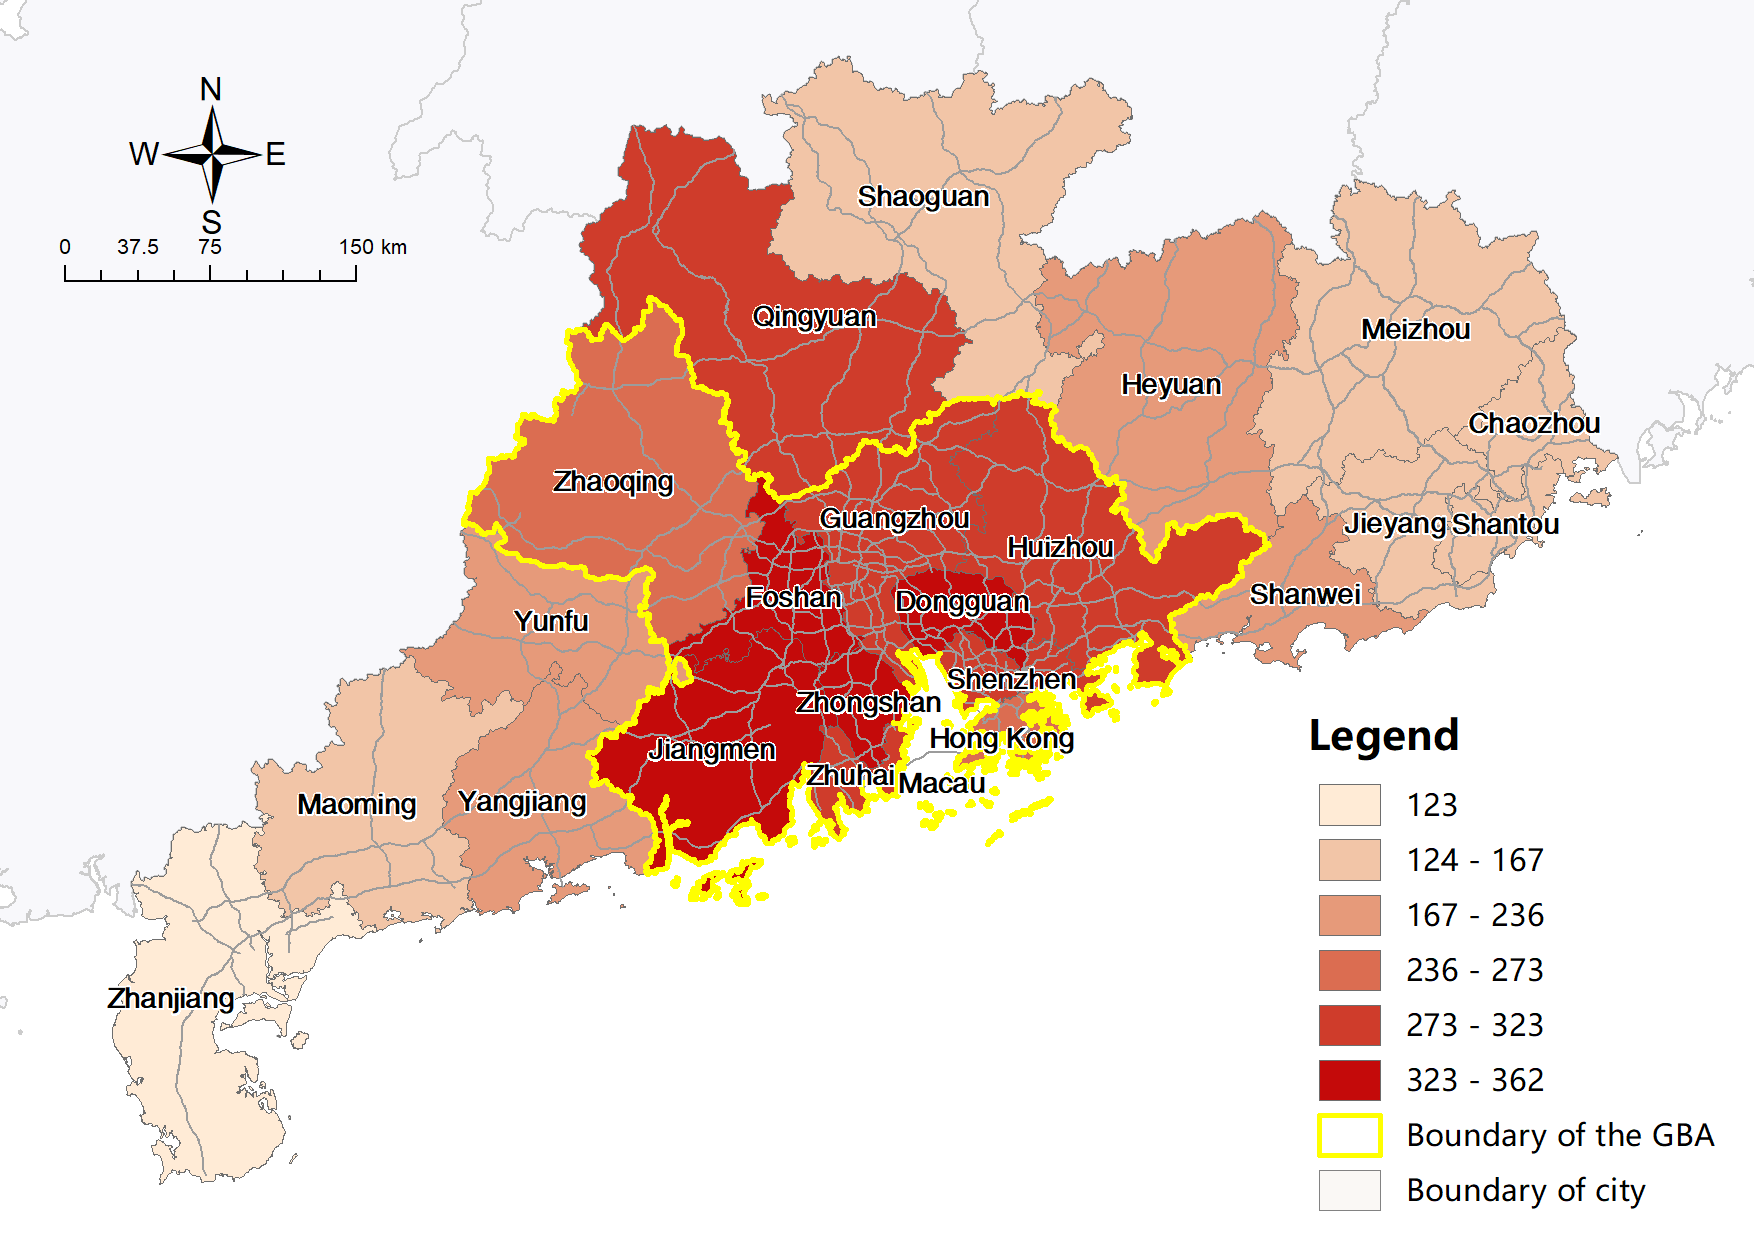 N
W E
S
0 37.5 75 150 km
Shaoguan
Qingyuan
Meizhou
Heyuan
Chaozhou
Zhaoqing
Guangzhou
Jieyang Shantou
Huizhou
Foshan
Dongguan
Shanwei
Yunfu
Shenzhen
Zhongshan
Hong Kong
Jiangmen
Zhuhai
Macau
Maoming
Yangjiang
Zhanjiang
Legend
123
124 - 167
167 - 236
236 - 273
273 - 323
323 - 362
Boundary of the GBA
Boundary of city